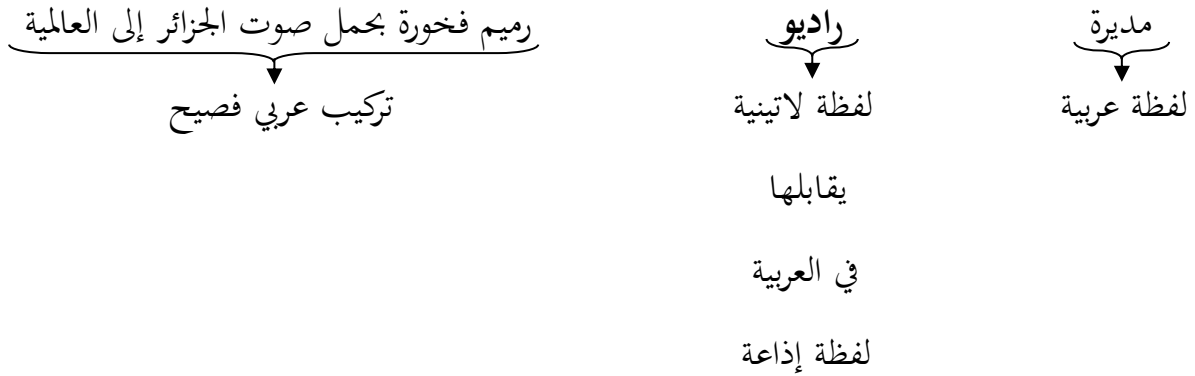 مديرة راديو رميم فخورة بحمل صوت الجزائر إلى العالمية
لفظة عربية لفظة لاتينية تركيب عربي فصيح
يقابلها
في العربية
لفظة إذاعة